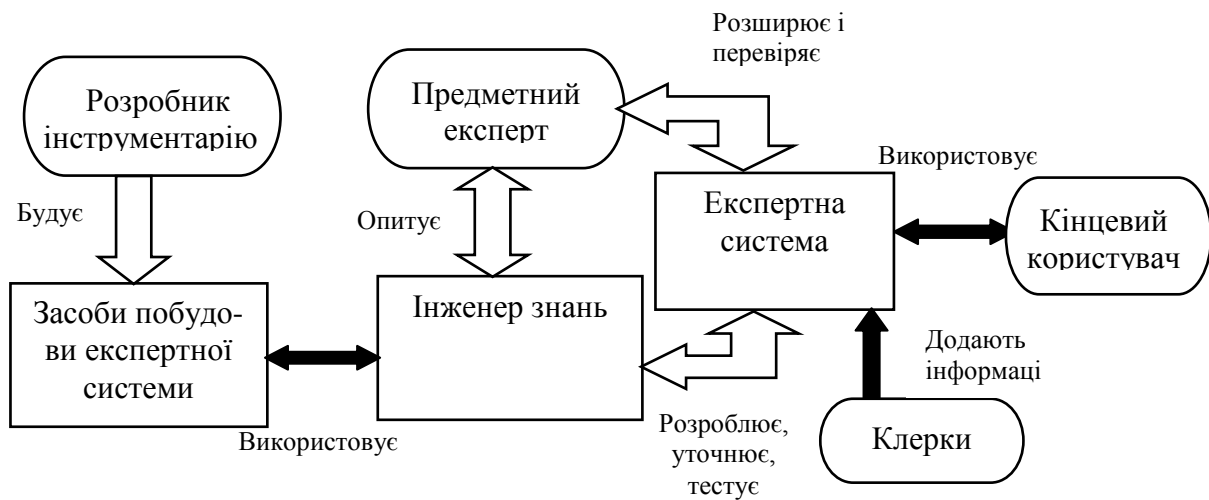 Розширює і
перевіряє
Розробник
інструментарію
Предметний
експерт
Використовує
Будує
Опитує
Експертна
система
Кінцевий
користувач
Засоби побудо-
ви експертної
системи
Інженер знань
Додають
інформаці
Використовує
Розроблює,
уточнює,
тестує
Клерки